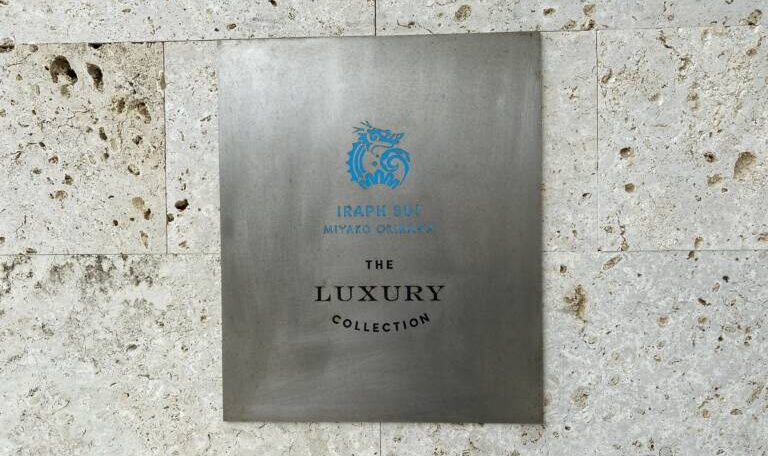 IRAPH SUI
MIYAKO OKINAWA
THE
LUXURY
COLLECTION